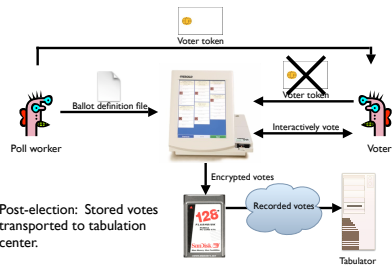 Voter token
Ballot definition file
Voter token
Interactively vote
Poll worker
Voter
Encrypted votes
128
SanDisk
Recorded votes
Post-election: Stored votes
transported to tabulation
center.
Tabulator